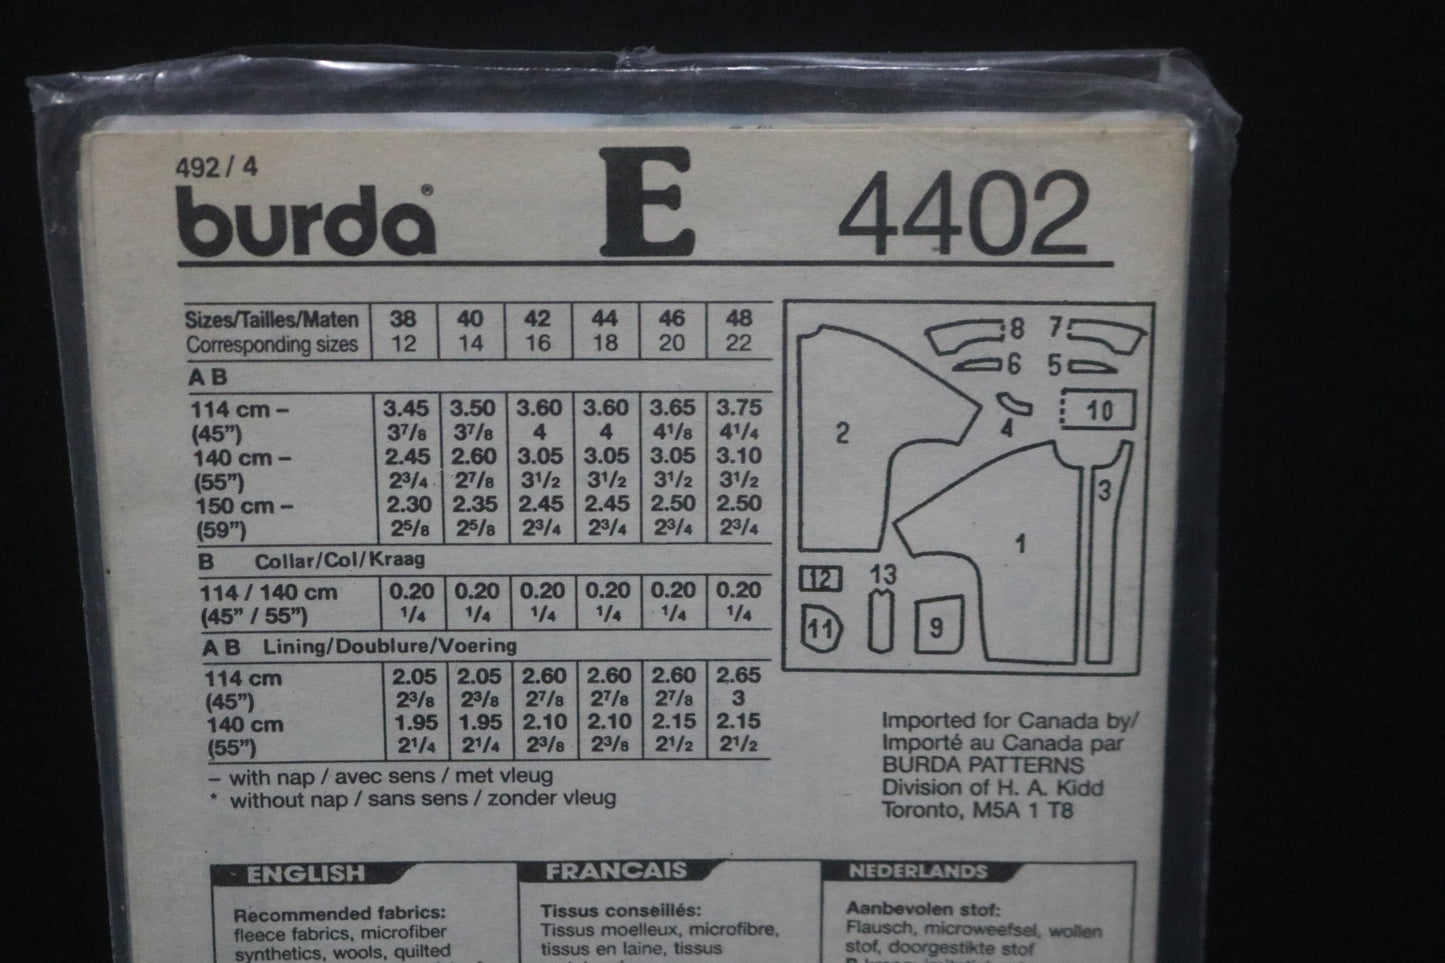 492 / 4
burda® E 4402
Sizes/Tailles/Maten 38 40 42 44 46 48
Corresponding sizes 12 14 16 18 20 22
A B
114 cm – 3.45 3.50 3.60 3.60 3.65 3.75
(45”) 3⁷/₈ 3⁷/₈ 4 4 4¹/₈ 4¹/₄
140 cm – 2.45 2.60 3.05 3.05 3.05 3.10
(55”) 2³/₄ 2⁷/₈ 3¹/₂ 3¹/₂ 3¹/₂ 3¹/₂
150 cm – 2.30 2.35 2.45 2.45 2.50 2.50
(59”) 2⁵/₈ 2⁵/₈ 2³/₄ 2³/₄ 2³/₄ 2³/₄
B Collar/Col/Kraag
114 / 140 cm 0.20 0.20 0.20 0.20 0.20 0.20
(45” / 55”) ¹/₄ ¹/₄ ¹/₄ ¹/₄ ¹/₄ ¹/₄
A B Lining/Doublure/Voering
114 cm 2.05 2.05 2.60 2.60 2.60 2.65
(45”) 2³/₈ 2³/₈ 2⁷/₈ 2⁷/₈ 2⁷/₈ 3
140 cm 1.95 1.95 2.10 2.10 2.15 2.15
(55”) 2¹/₄ 2¹/₄ 2³/₈ 2³/₈ 2¹/₂ 2¹/₂
– with nap / avec sens / met vleug
* without nap / sans sens / zonder vleug
8 7
6 5
4 10
2
3
1
12 13
11 9
Imported for Canada by/
Importé au Canada par
BURDA PATTERNS
Division of H. A. Kidd
Toronto, M5A 1 T8
ENGLISH
Recommended fabrics:
fleece fabrics, microfiber
synthetics, wools, quilted
FRANCAIS
Tissus conseillés:
Tissus moelleux, microfibre,
tissus en laine, tissus
NEDERLANDS
Aanbevolen stof:
Flausch, microweefsel, wollen
stof, doorgestikte stof